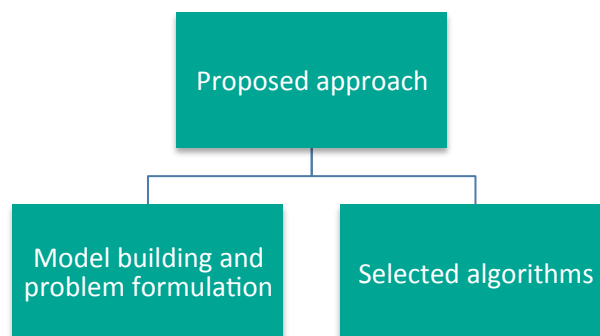 Proposed approach
Model building and
problem formulation
Selected algorithms